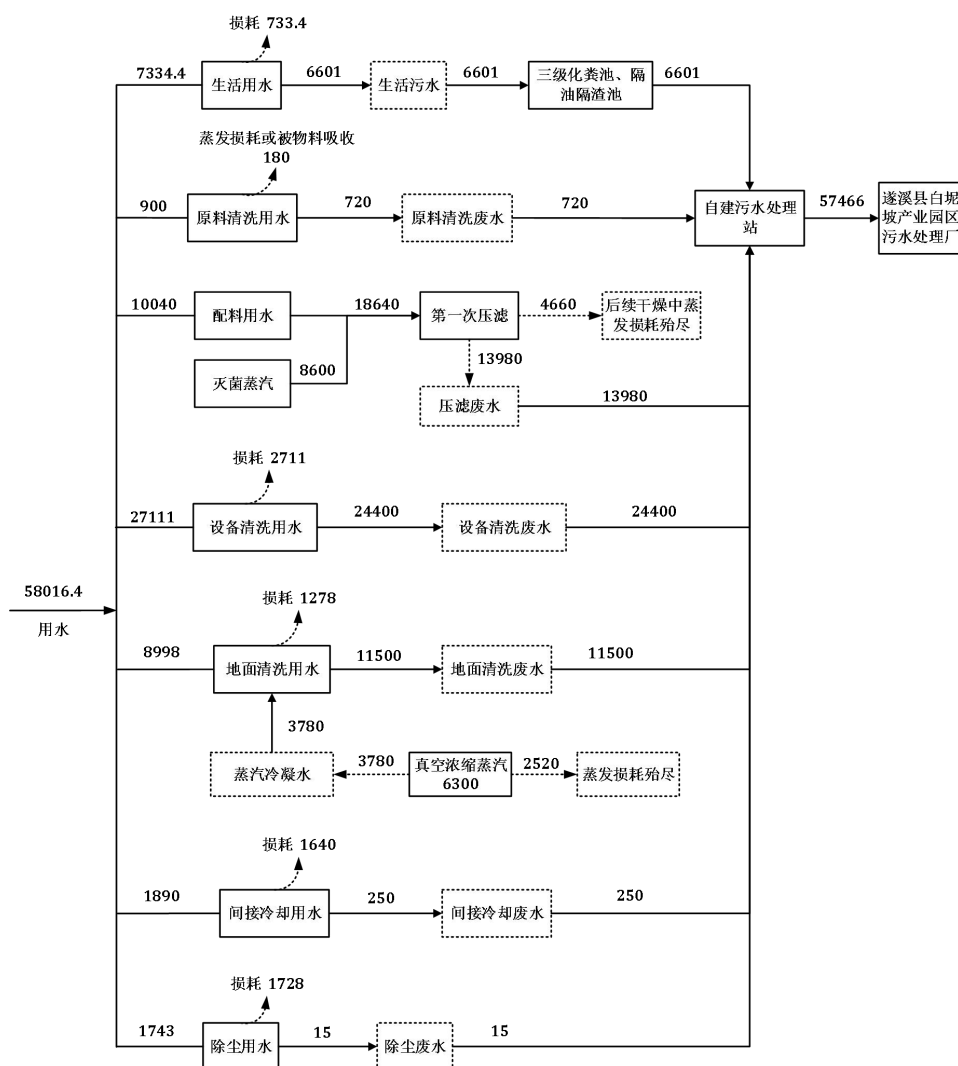 损耗 733.4
7334.4
生活用水
6601
生活污水
6601
三级化粪池、隔
油隔渣池
6601
蒸发损耗或被物料吸收
180
900
原料清洗用水
720
原料清洗废水
720
自建污水处理
站
57466
遂溪县白坭
坡产业园区
污水处理厂
10040
配料用水
18640
第一次压滤
4660
后续干燥中蒸
发损耗殆尽
灭菌蒸汽
8600
13980
压滤废水
13980
损耗 2711
27111
设备清洗用水
24400
设备清洗废水
24400
58016.4
用水
损耗 1278
8998
地面清洗用水
11500
地面清洗废水
11500
3780
蒸汽冷凝水
3780
真空浓缩蒸汽
6300
2520
蒸发损耗殆尽
损耗 1640
1890
间接冷却用水
250
间接冷却废水
250
损耗 1728
1743
除尘用水
15
除尘废水
15